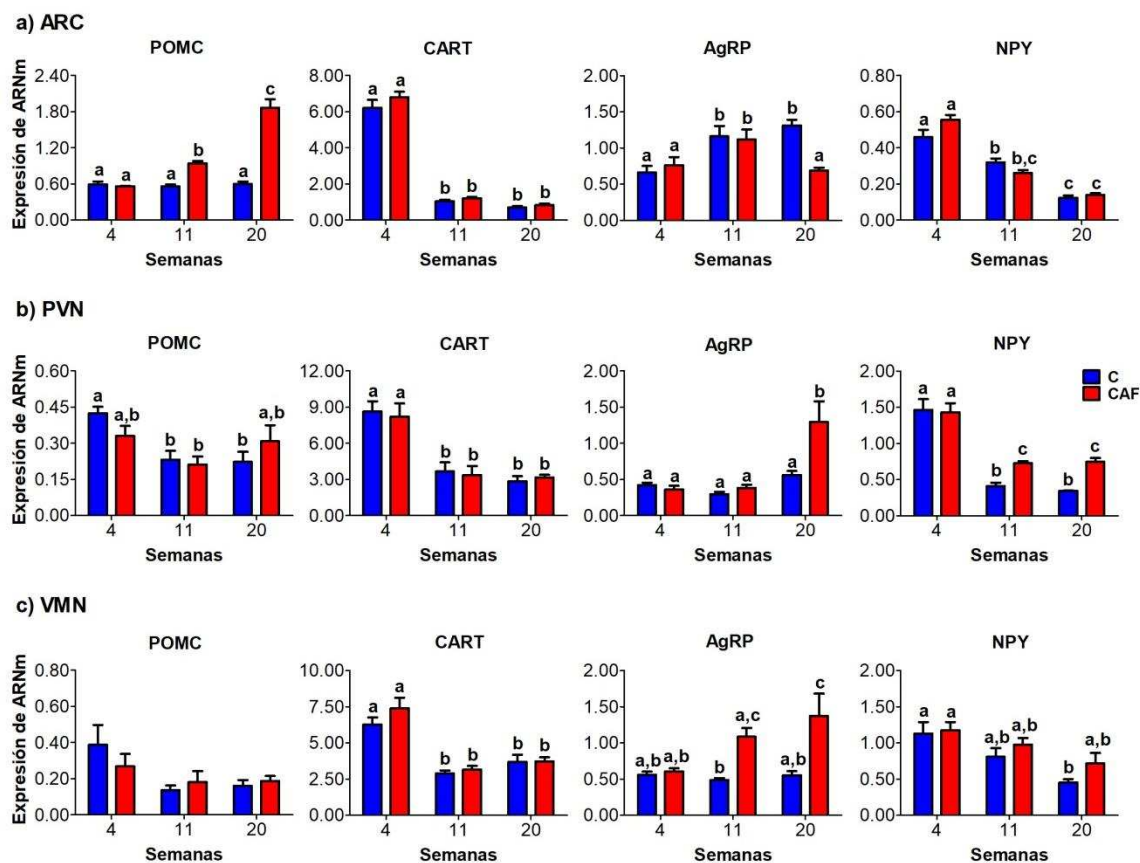 a) ARC
POMC
CART
AgRP
NPY
Expresión de ARNm
2.40
1.80
1.20
0.60
0.00
a
a
a
b
a
c
4
11
20
Semanas
8.00
6.00
4.00
2.00
0.00
a
a
b
b
b
b
4
11
20
Semanas
2.00
1.50
1.00
0.50
0.00
a
a
b
b
b
a
4
11
20
Semanas
0.80
0.60
0.40
0.20
0.00
a
a
b
b,c
c
c
4
11
20
Semanas
b) PVN
POMC
CART
AgRP
NPY
Expresión de ARNm
0.60
0.45
0.30
0.15
0.00
a
a,b
b
b
b
a,b
4
11
20
Semanas
12.00
9.00
6.00
3.00
0.00
a
a
b
b
b
b
4
11
20
Semanas
2.00
1.50
1.00
0.50
0.00
a
a
a
a
a
b
4
11
20
Semanas
2.00
1.50
1.00
0.50
0.00
a
a
b
c
b
c
4
11
20
Semanas
C
CAF
c) VMN
POMC
CART
AgRP
NPY
Expresión de ARNm
0.80
0.60
0.40
0.20
0.00
4
11
20
Semanas
10.00
7.50
5.00
2.50
0.00
a
a
b
b
b
b
4
11
20
Semanas
2.00
1.50
1.00
0.50
0.00
a,b
a,b
b
a,c
a,b
c
4
11
20
Semanas
2.00
1.50
1.00
0.50
0.00
a
a
a,b
a,b
b
a,b
4
11
20
Semanas